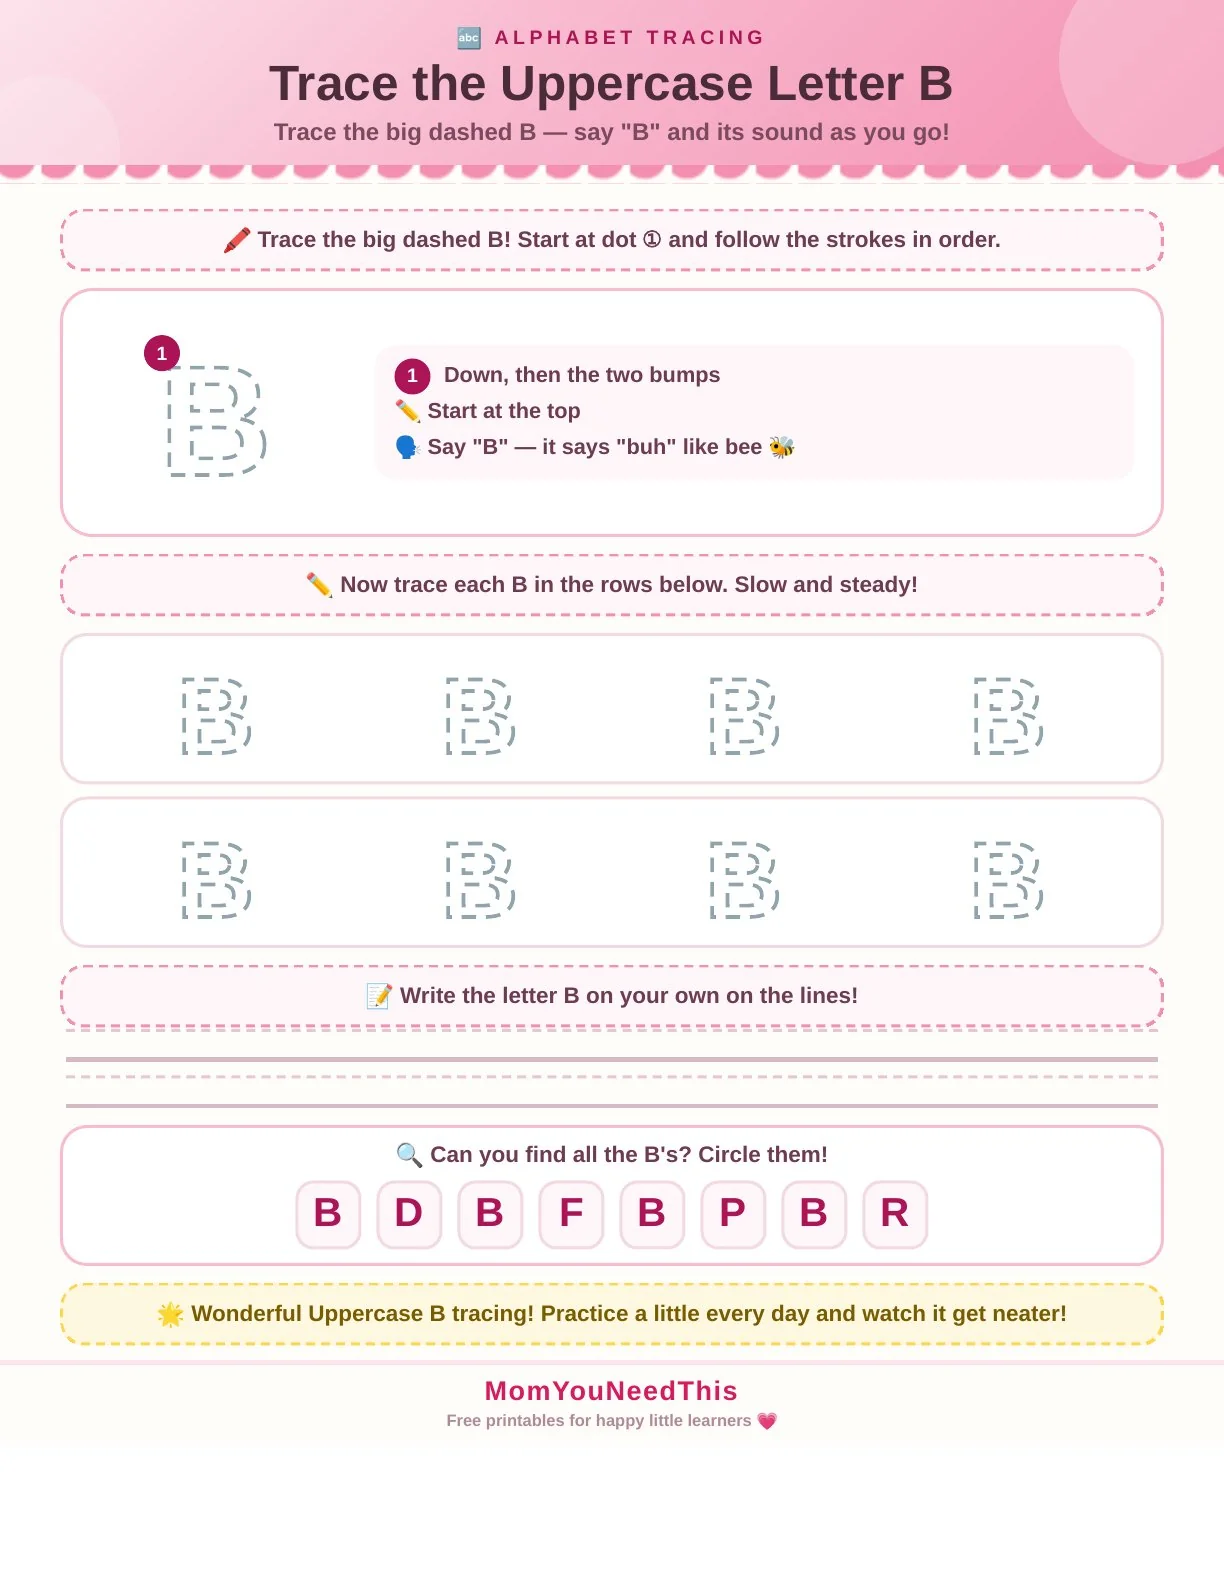 🔤 ALPHABET TRACING
Trace the Uppercase Letter B
Trace the big dashed B — say "B" and its sound as you go!
🖍️ Trace the big dashed B! Start at dot ① and follow the strokes in order.
1
B
1 Down, then the two bumps
✏️ Start at the top
🗣️ Say "B" — it says "buh" like bee 🐝
✏️ Now trace each B in the rows below. Slow and steady!
B B B B
B B B B
📝 Write the letter B on your own on the lines!
🔍 Can you find all the B's? Circle them!
B D B F B P B R
🌟 Wonderful Uppercase B tracing! Practice a little every day and watch it get neater!
MomYouNeedThis
Free printables for happy little learners 💗